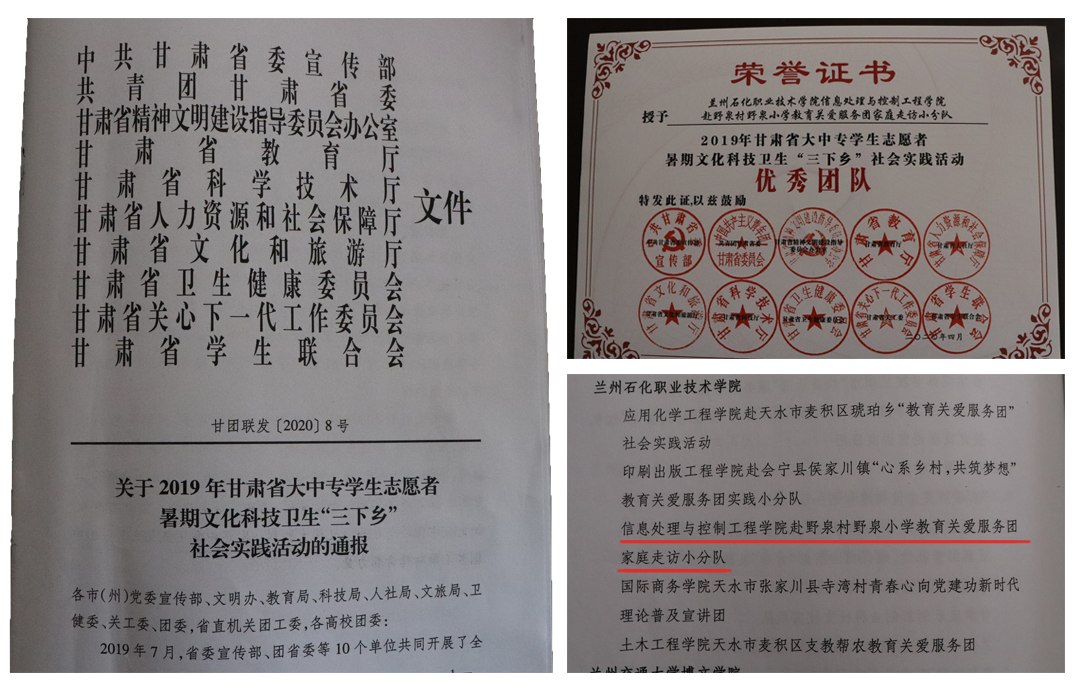 中共甘肃省委宣传部
共青团甘肃省委
甘肃省精神文明建设指导委员会办公室
甘肃省教育厅
甘肃省科学技术厅
甘肃省人力资源和社会保障厅
甘肃省文化和旅游厅
甘肃省卫生健康委员会
甘肃省关心下一代工作委员会
甘肃省学生联合会
文件
甘团联发〔2020〕8号
关于2019年甘肃省大中专学生志愿者
暑期文化科技卫生“三下乡”
社会实践活动的通报
各市(州)党委宣传部、文明办、教育局、科技局、人社局、文旅局、卫
健委、关工委、团委，省直机关团工委，各高校团委：
2019年7月，省委宣传部、团省委等10个单位共同开展了全
荣誉证书
兰州石化职业技术学院信息处理与控制工程学院
赴野泉村野泉小学教育关爱服务团家庭走访小分队
授予
2019年甘肃省大中专学生志愿者
暑期文化科技卫生“三下乡”社会实践活动
优秀团队
特发此证，以兹鼓励
二〇二〇年四月
兰州石化职业技术学院
应用化学工程学院赴天水市麦积区琥珀乡“教育关爱服务团”
社会实践活动
印刷出版工程学院赴会宁县侯家川镇“心系乡村，共筑梦想”
教育关爱服务团实践小分队
信息处理与控制工程学院赴野泉村野泉小学教育关爱服务团
家庭走访小分队
国际商务学院天水市张家川县寺湾村青春心向党建功新时代
理论普及宣讲团
土木工程学院天水市麦积区支教帮农教育关爱服务团
兰州交通大学博文学院